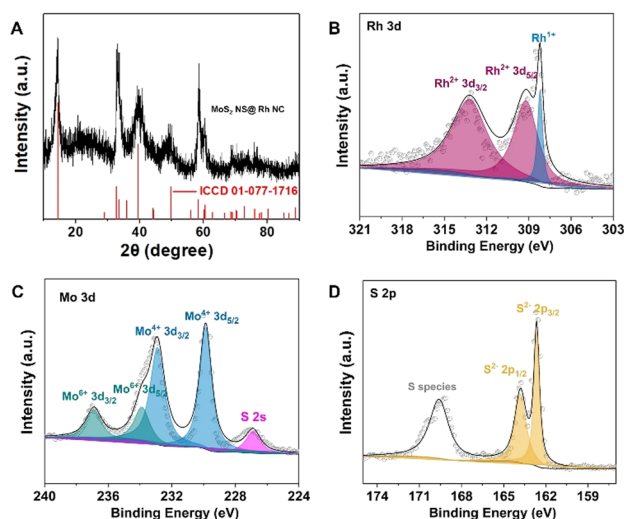 A
Intensity (a.u.)
MoS₂ NS@ Rh NC
ICCD 01-077-1716
20 40 60 80
2θ (degree)
B
Rh 3d
Intensity (a.u.)
Rh²⁺ 3d₃/₂
Rh²⁺ 3d₅/₂
Rh¹⁺
321 318 315 312 309 306 303
Binding Energy (eV)
C
Mo 3d
Intensity (a.u.)
Mo⁶⁺ 3d₃/₂
Mo⁶⁺ 3d₅/₂
Mo⁴⁺ 3d₃/₂
Mo⁴⁺ 3d₅/₂
S 2s
240 236 232 230 227 224
Binding Energy (eV)
D
S 2p
Intensity (a.u.)
S species
S²⁻ 2p₁/₂
S²⁻ 2p₃/₂
174 171 168 165 162 159
Binding Energy (eV)